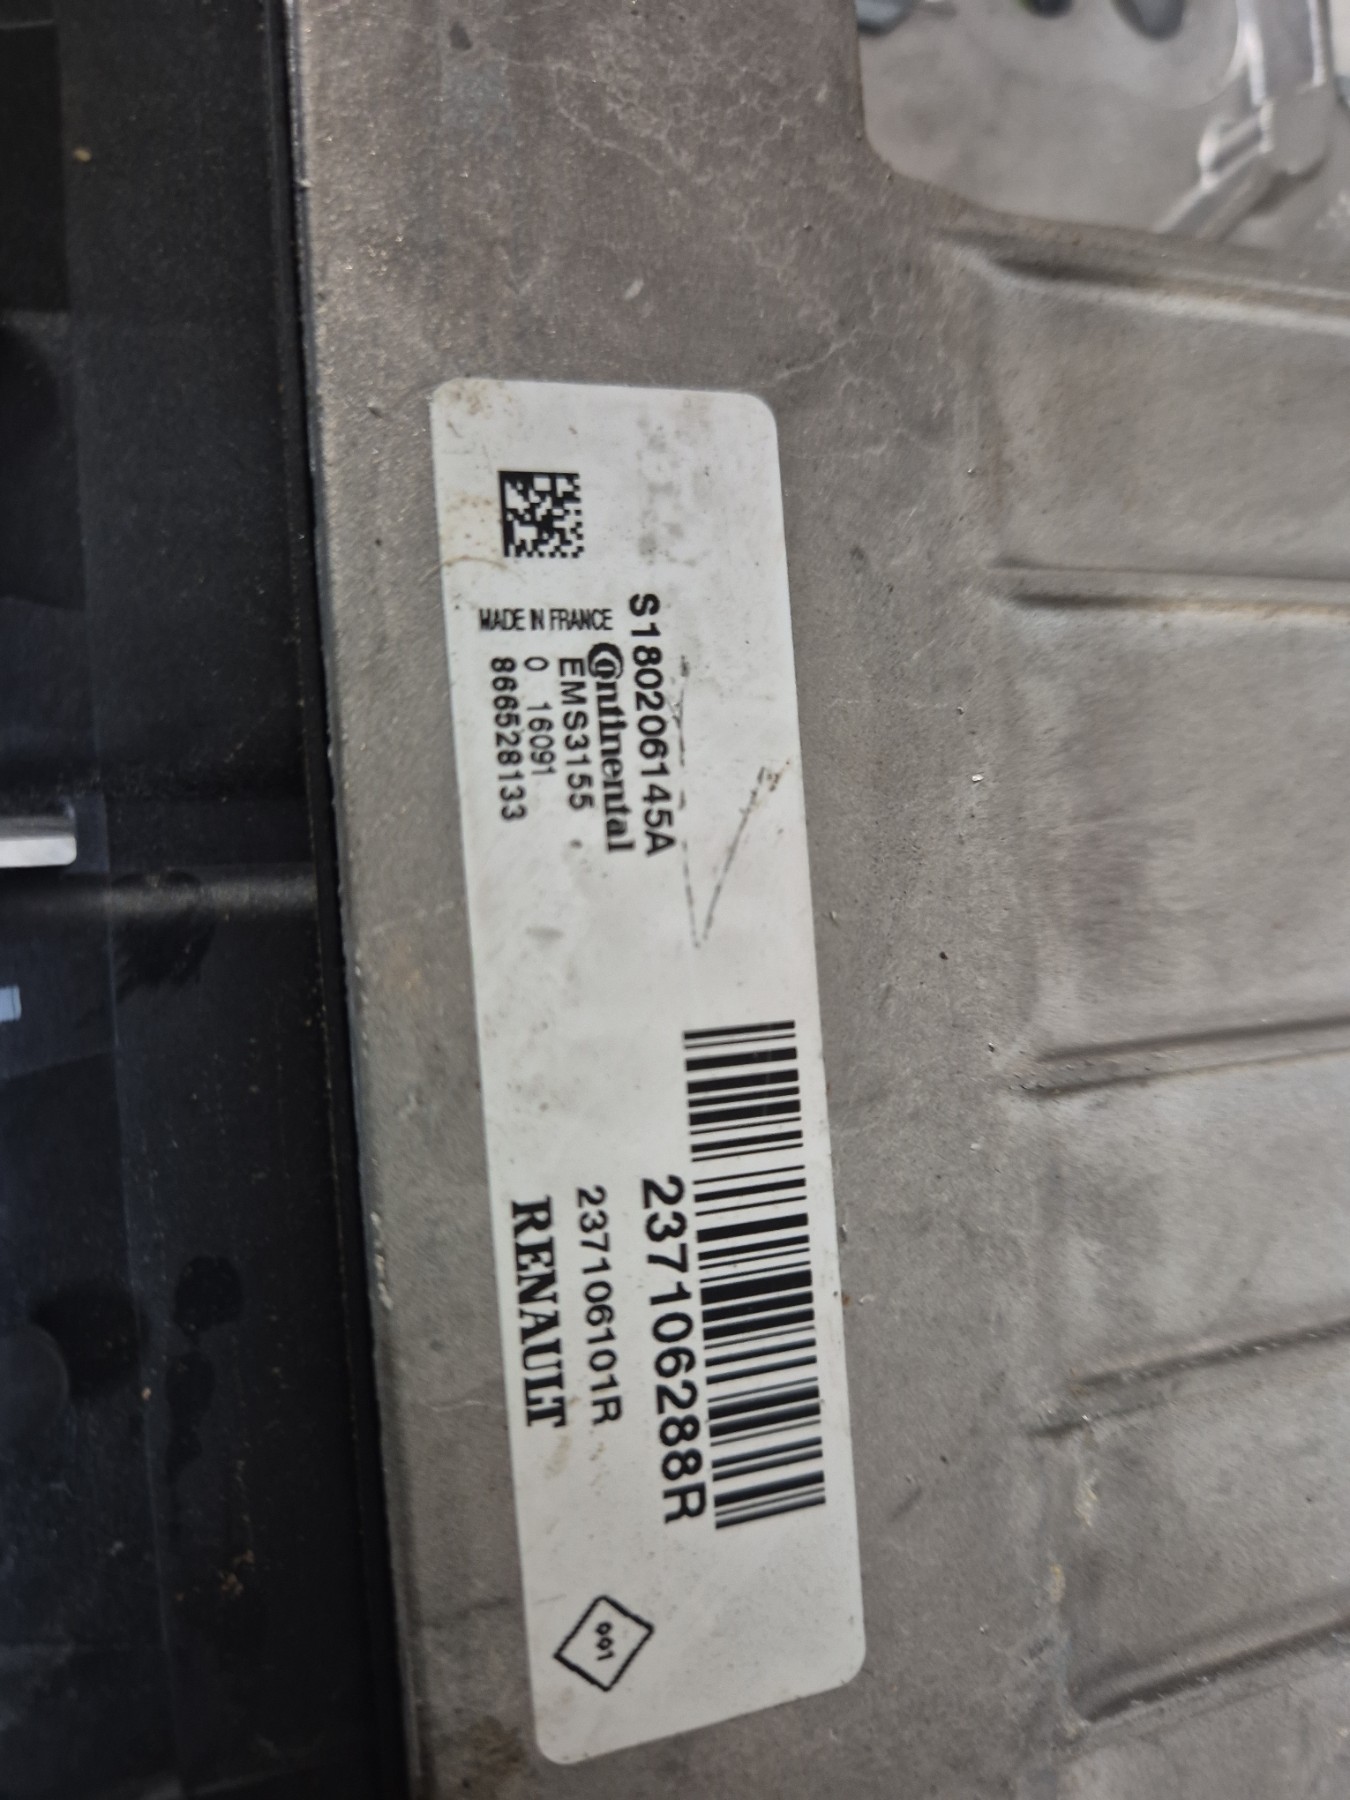 S180206145A
Continental
MADE IN FRANCE
EMS3155
0 16091
866528133
237106288R
237106101R
RENAULT
001